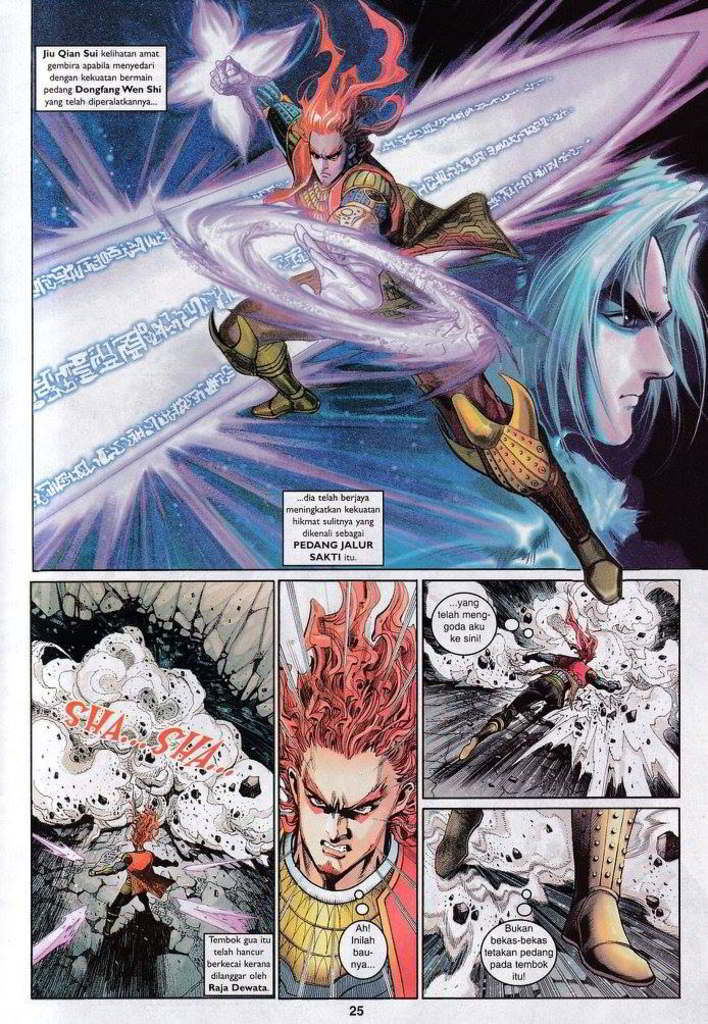 Jiu Qian Sui kelihatan amat
gembira apabila menyedari
dengan kekuatan bermain
pedang Dongfang Wen Shi
yang telah diperalatkannya...
...dia telah berjaya
meningkatkan kekuatan
hikmat sulitnya yang
dikenali sebagai
PEDANG JALUR
SAKTI itu.
SHA... SHA...
Tembok gua itu
telah hancur
berkecai kerana
dilanggar oleh
Raja Dewata.
Ah!
Inilah
bau-
nya...
...yang
telah meng-
goda aku
ke sini!
Bukan
bekas-bekas
tetakan pedang
pada tembok
itu!
25